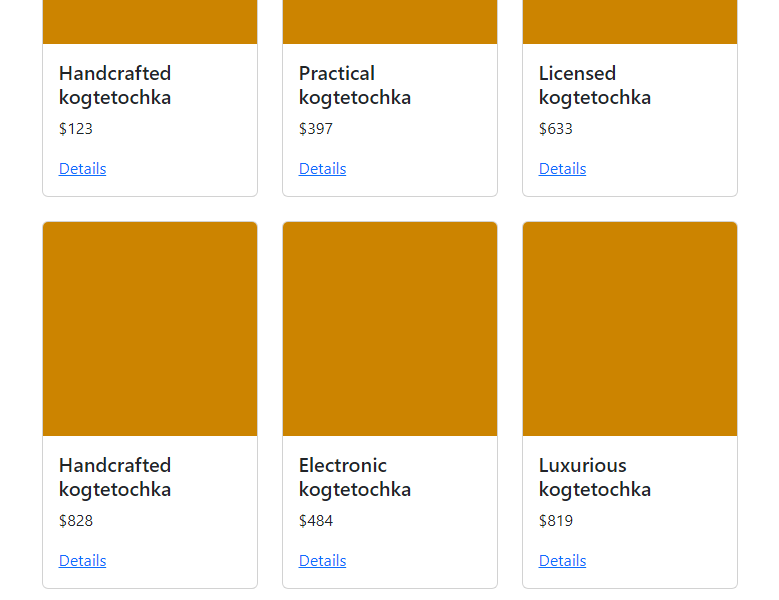 Handcrafted
kogtetochka
$123
Details
Practical
kogtetochka
$397
Details
Licensed
kogtetochka
$633
Details
Handcrafted
kogtetochka
$828
Details
Electronic
kogtetochka
$484
Details
Luxurious
kogtetochka
$819
Details